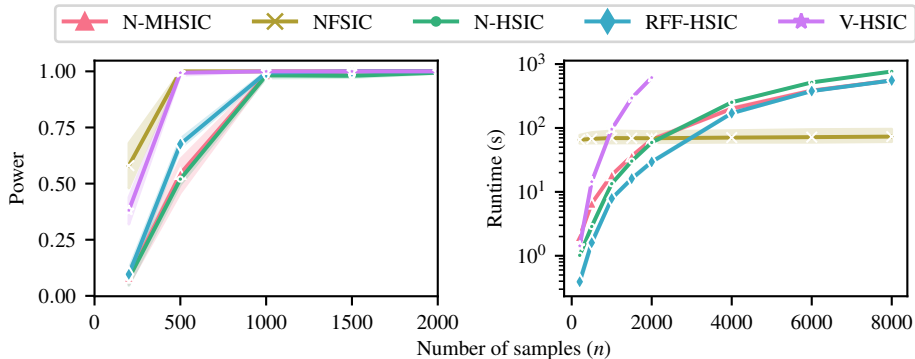 N-MHSIC NFSIC N-HSIC RFF-HSIC V-HSIC
Power
1.00
0.75
0.50
0.25
0.00
0 500 1000 1500 2000
Runtime (s)
10³
10²
10¹
10⁰
0 2000 4000 6000 8000
Number of samples (n)